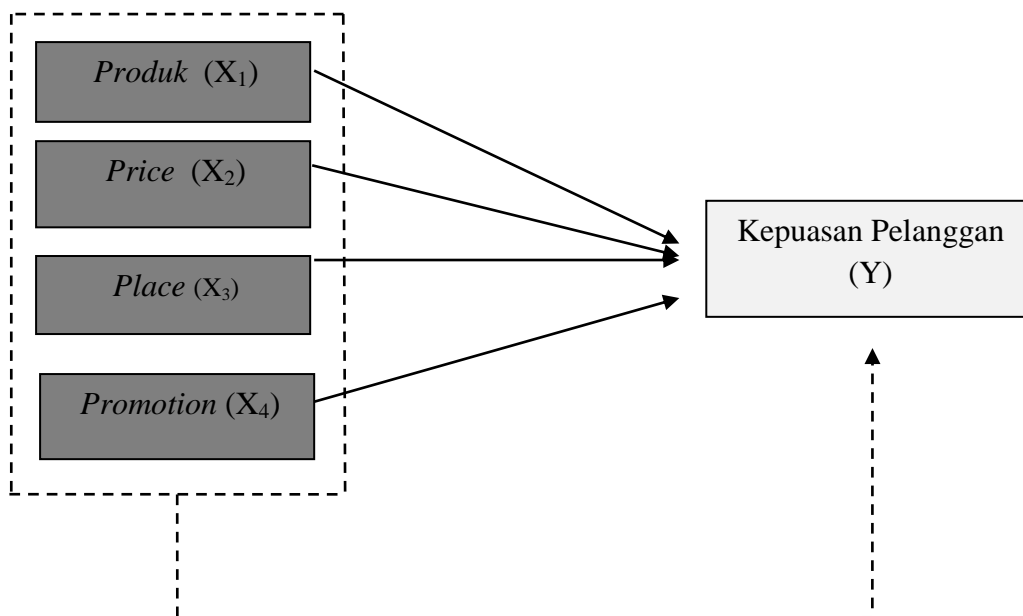 Produk (X₁)
Price (X₂)
Place (X₃)
Promotion (X₄)
Kepuasan Pelanggan
(Y)